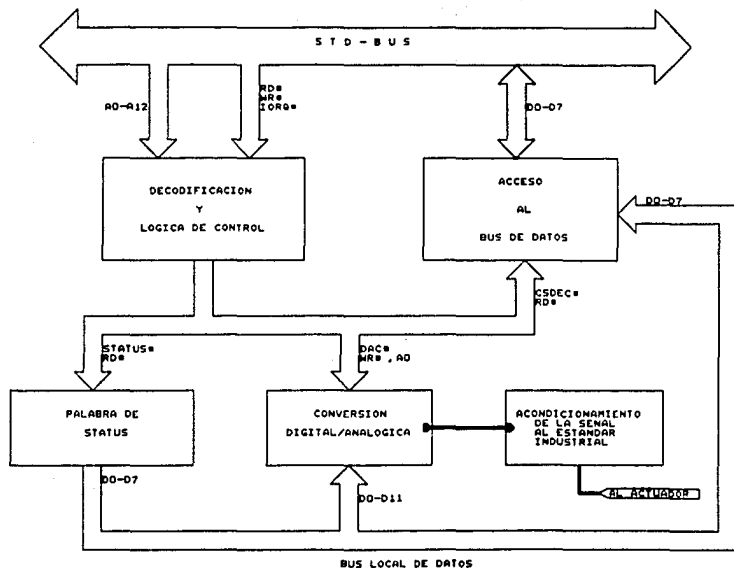 S T D - BUS
A0-A12
RD*
WR*
IORQ*
D0-D7
DECODIFICACION
Y
LOGICA DE CONTROL
ACCESO
AL
BUS DE DATOS
D0-D7
CSDEC*
RD*
STATUS*
RD*
DAC*
WR* , A0
PALABRA DE
STATUS
CONVERSION
DIGITAL/ANALOGICA
ACONDICIONAMIENTO
DE LA SENAL
AL ESTANDAR
INDUSTRIAL
D0-D7
D0-D11
AL ACTUADOR
BUS LOCAL DE DATOS